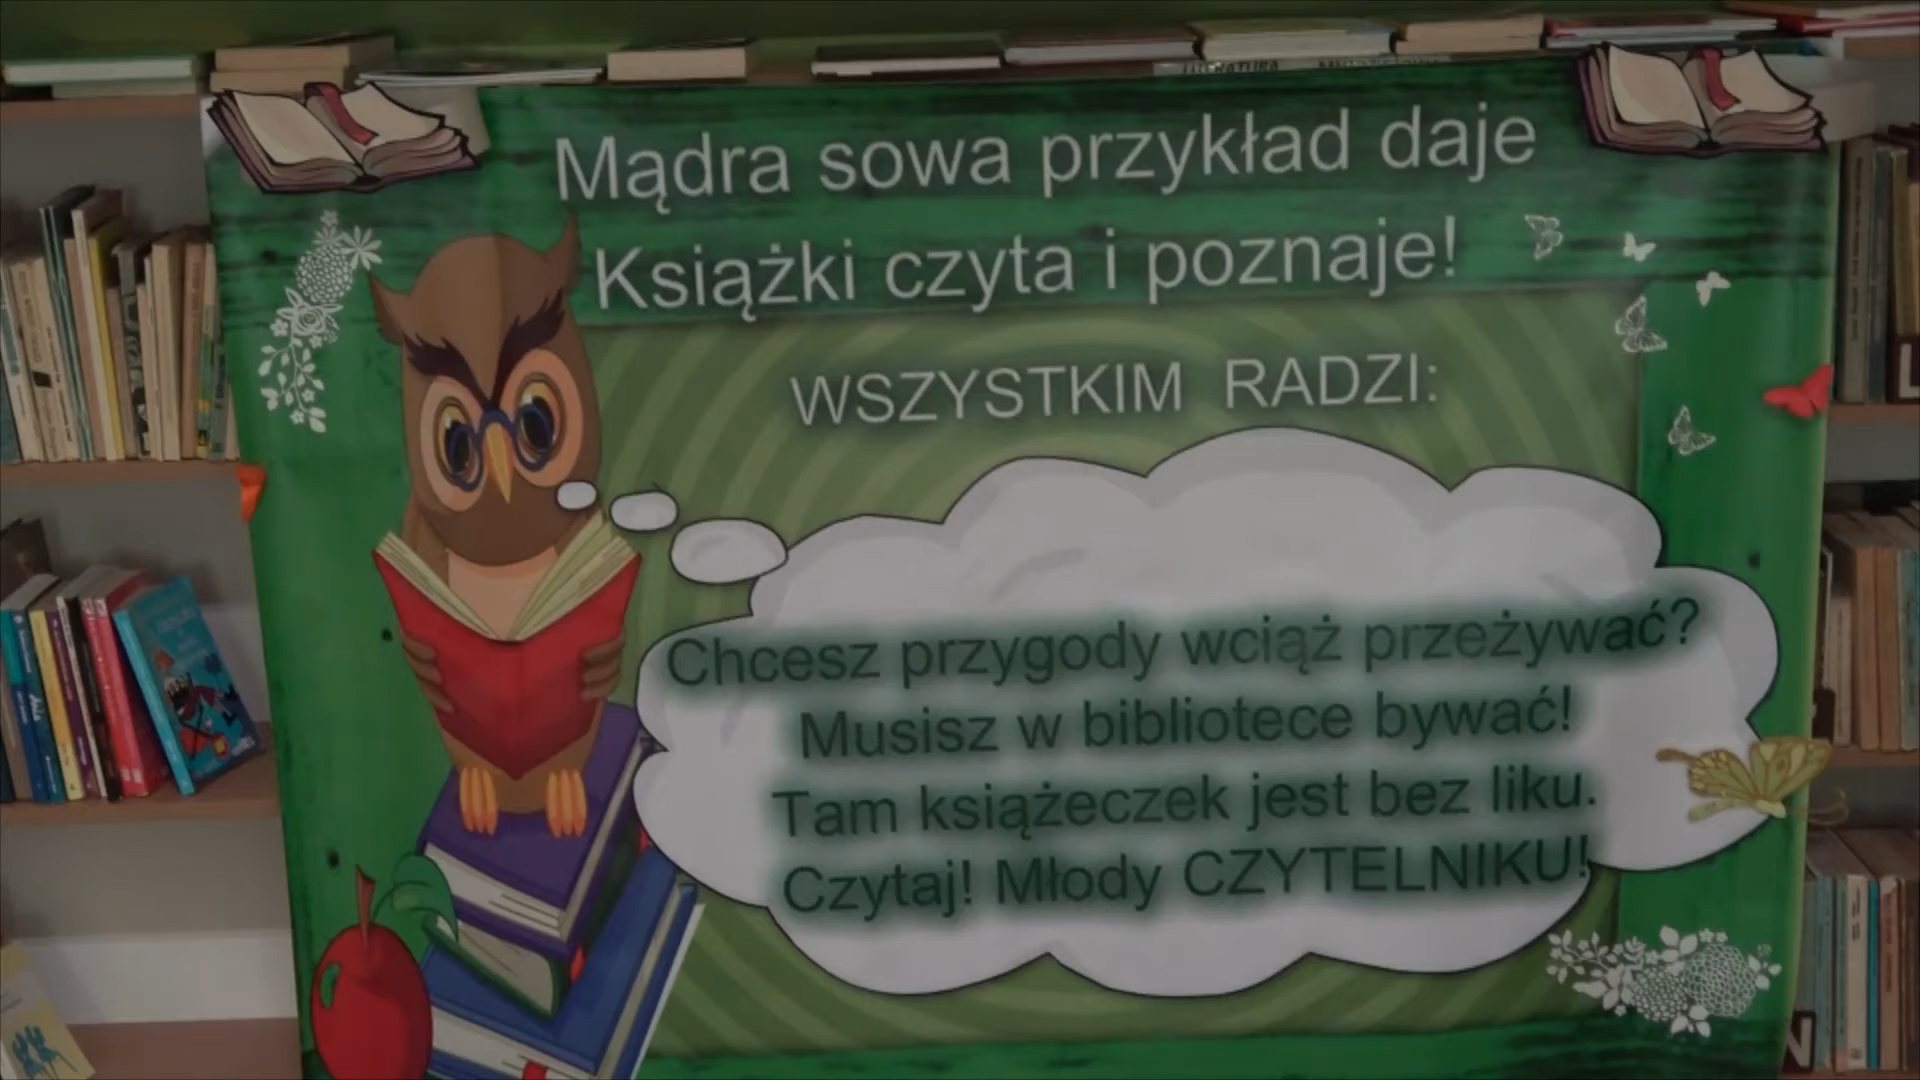 Mądra sowa przykład daje
Książki czyta i poznaje!
WSZYSTKIM RADZI:
Chcesz przygody wciąż przeżywać?
Musisz w bibliotece bywać!
Tam książeczek jest bez liku.
Czytaj! Młody CZYTELNIKU!